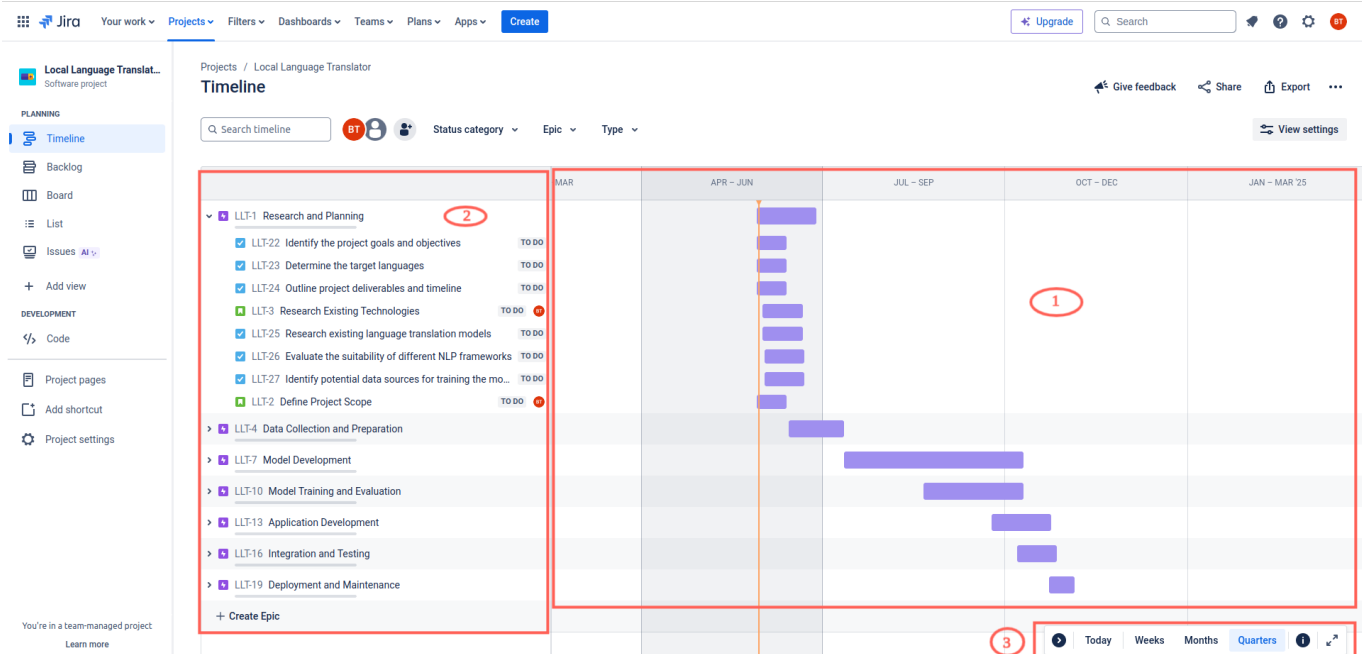 Jira Your work Projects Filters Dashboards Teams Plans Apps Create Upgrade Search BT
Local Language Translat...
Software project
PLANNING
Timeline
Backlog
Board
List
Issues AI
Add view
DEVELOPMENT
Code
Project pages
Add shortcut
Project settings
You're in a team-managed project
Learn more
Projects / Local Language Translator
Timeline
Give feedback Share Export
Search timeline BT Status category Epic Type View settings
MAR APR – JUN JUL – SEP OCT – DEC JAN – MAR '25
LLT-1 Research and Planning 2
LLT-22 Identify the project goals and objectives TO DO
LLT-23 Determine the target languages TO DO
LLT-24 Outline project deliverables and timeline TO DO
1
LLT-3 Research Existing Technologies TO DO BT
LLT-25 Research existing language translation models TO DO
LLT-26 Evaluate the suitability of different NLP frameworks TO DO
LLT-27 Identify potential data sources for training the mo... TO DO
LLT-2 Define Project Scope TO DO BT
LLT-4 Data Collection and Preparation
LLT-7 Model Development
LLT-10 Model Training and Evaluation
LLT-13 Application Development
LLT-16 Integration and Testing
LLT-19 Deployment and Maintenance
+ Create Epic
3 Today Weeks Months Quarters